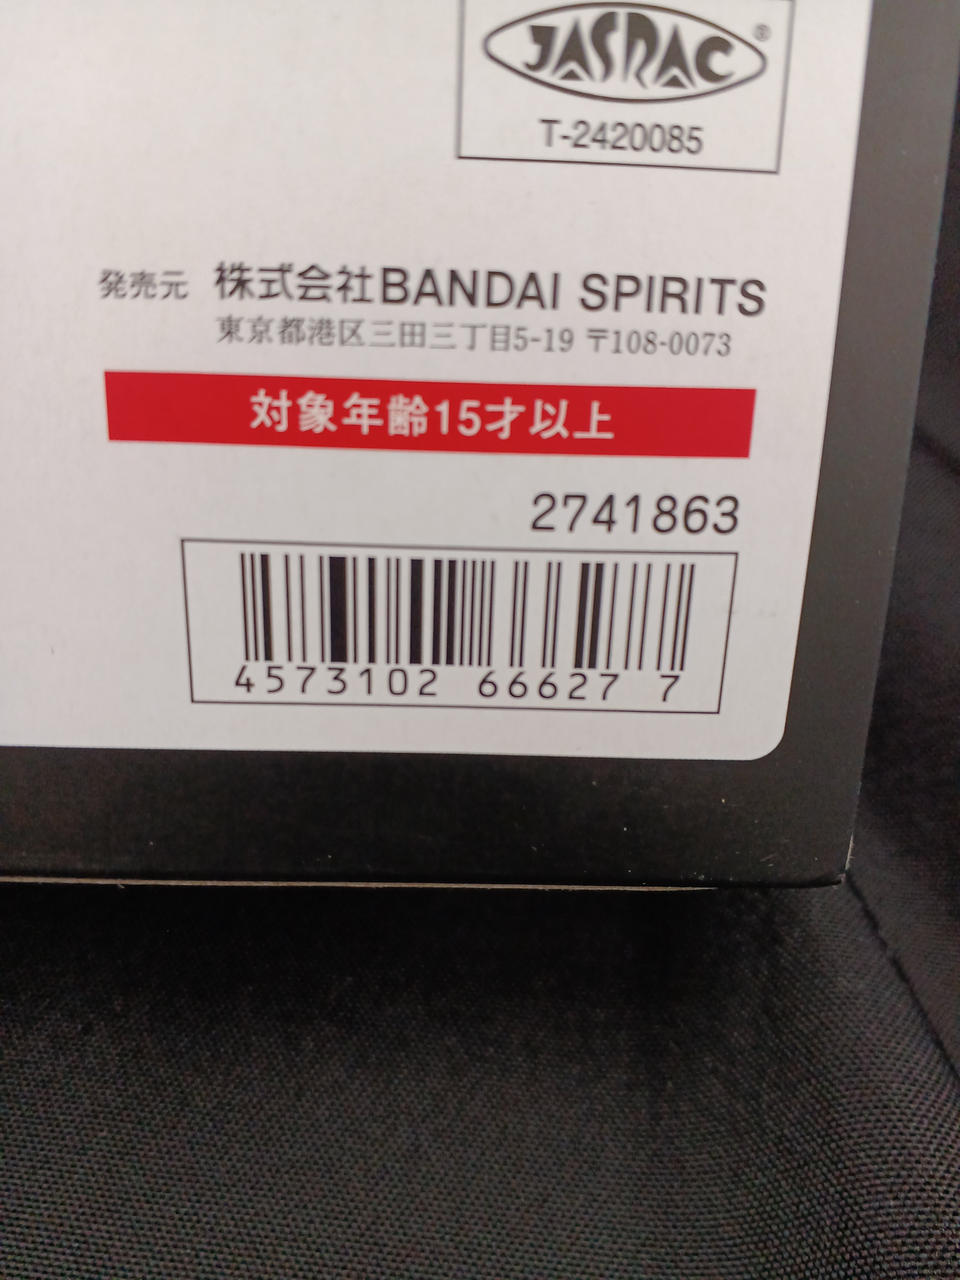 JASRAC®
T-2420085
発売元 株式会社BANDAI SPIRITS
東京都港区三田三丁目5-19 〒108-0073
対象年齢15才以上
2741863
4573102 66627 7